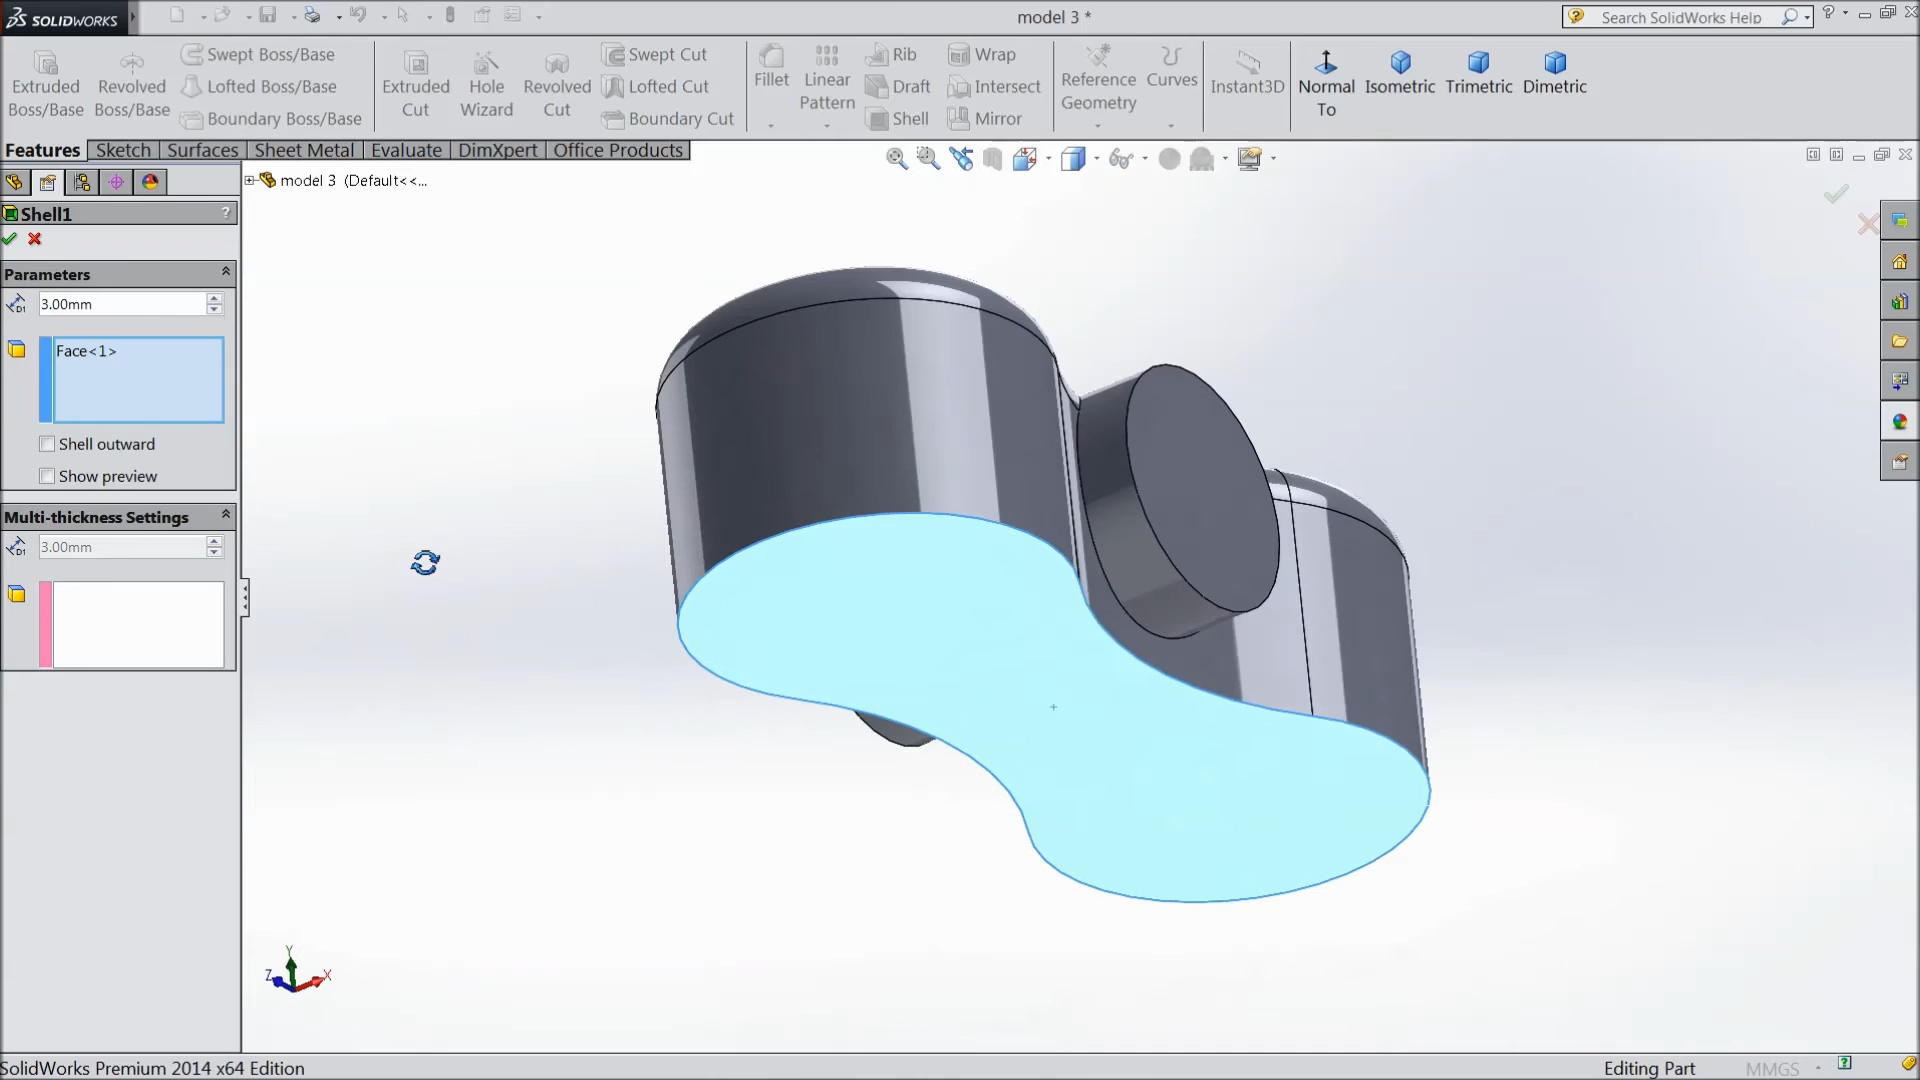 SOLIDWORKS
model 3 *
Search SolidWorks Help
Extruded Boss/Base
Revolved Boss/Base
Swept Boss/Base
Lofted Boss/Base
Boundary Boss/Base
Extruded Cut
Hole Wizard
Revolved Cut
Swept Cut
Lofted Cut
Boundary Cut
Fillet
Linear Pattern
Rib
Draft
Shell
Wrap
Intersect
Mirror
Reference Geometry
Curves
Instant3D
Normal To
Isometric
Trimetric
Dimetric
Features
Sketch
Surfaces
Sheet Metal
Evaluate
DimXpert
Office Products
model 3 (Default<<...
Shell1
?
Parameters
D1
3.00mm
Face<1>
Shell outward
Show preview
Multi-thickness Settings
D1
3.00mm
Y
Z
X
SolidWorks Premium 2014 x64 Edition
Editing Part
MMGS